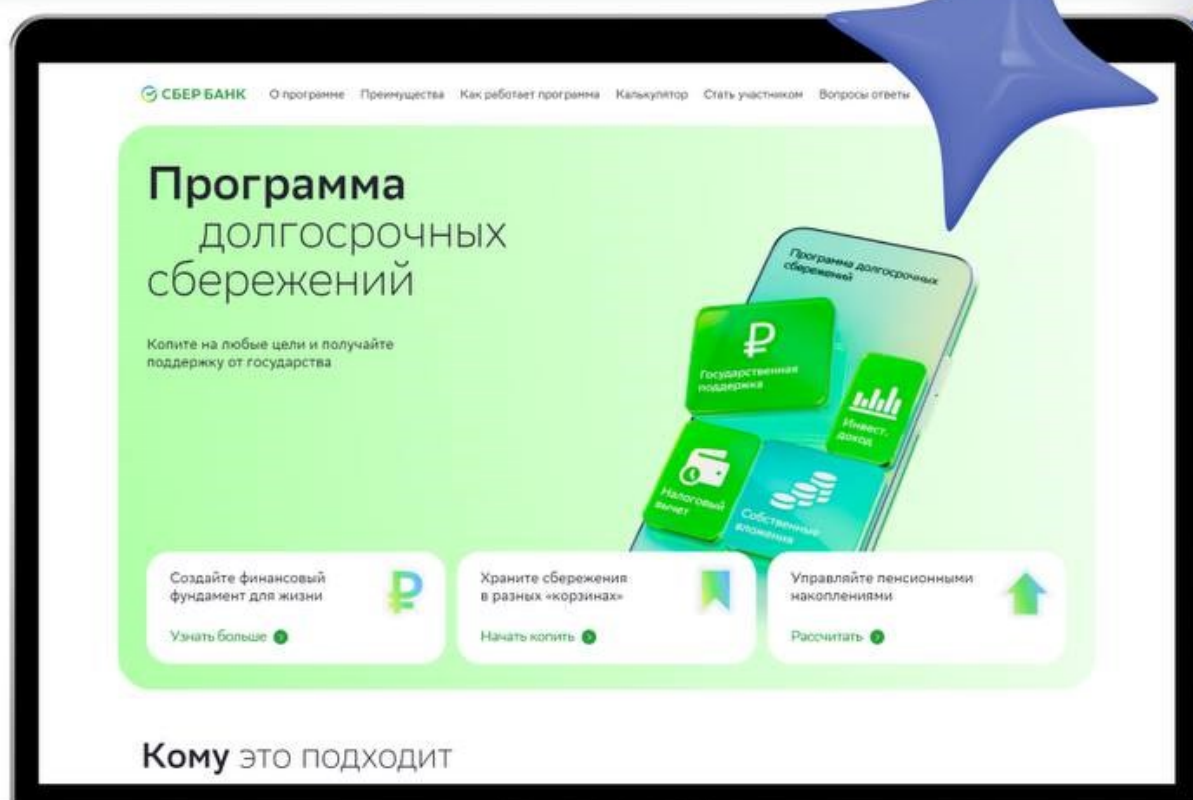 СБЕР БАНК О программе Преимущества Как работает программа Калькулятор Стать участником Вопросы ответы
Программа
долгосрочных
сбережений
Копите на любые цели и получайте
поддержку от государства
Программа долгосрочных
сбережений
₽
Государственная
поддержка
Инвест.
доход
Налоговый
вычет
Собственные
вложения
Создайте финансовый
фундамент для жизни
₽
Узнать больше
Храните сбережения
в разных «корзинах»
Начать копить
Управляйте пенсионными
накоплениями
Рассчитать
Кому это подходит